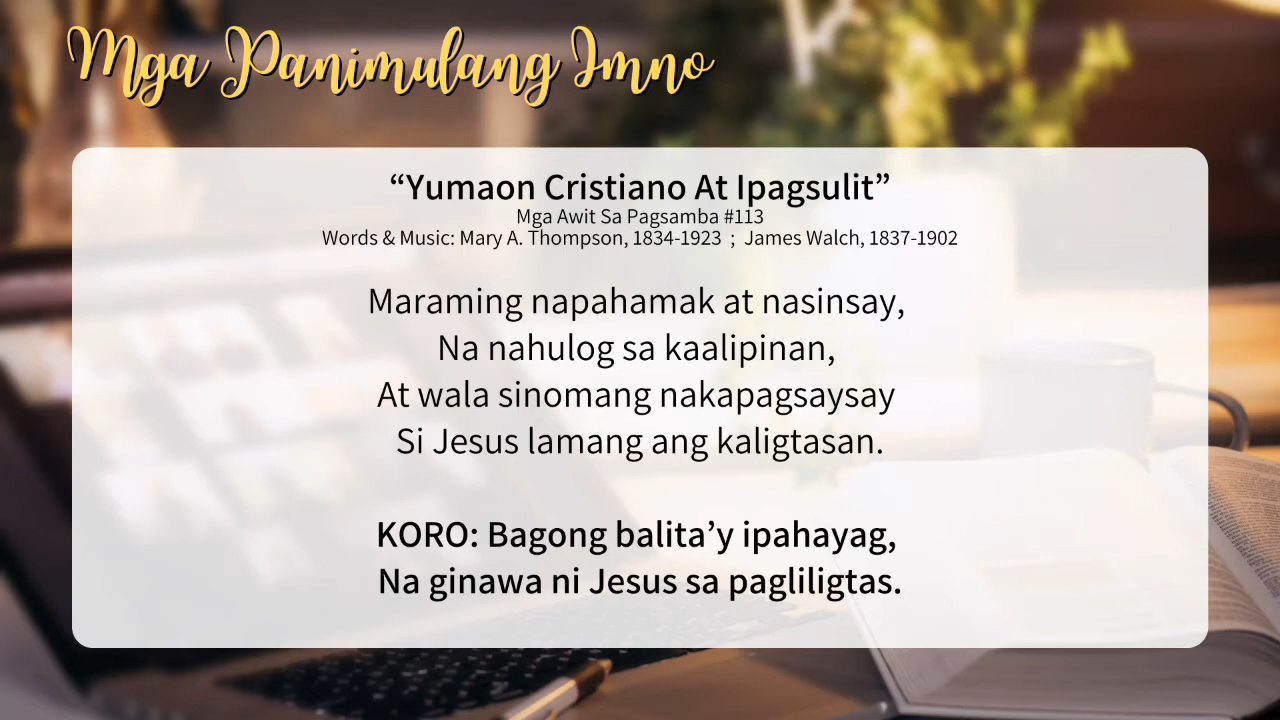 Mga Panimulang Imno
“Yumaon Cristiano At Ipagsulit”
Mga Awit Sa Pagsamba #113
Words & Music: Mary A. Thompson, 1834-1923 ; James Walch, 1837-1902
Maraming napahamak at nasinsay,
Na nahulog sa kaalipinan,
At wala sinomang nakapagsaysay
Si Jesus lamang ang kaligtasan.
KORO: Bagong balita’y ipahayag,
Na ginawa ni Jesus sa pagliligtas.